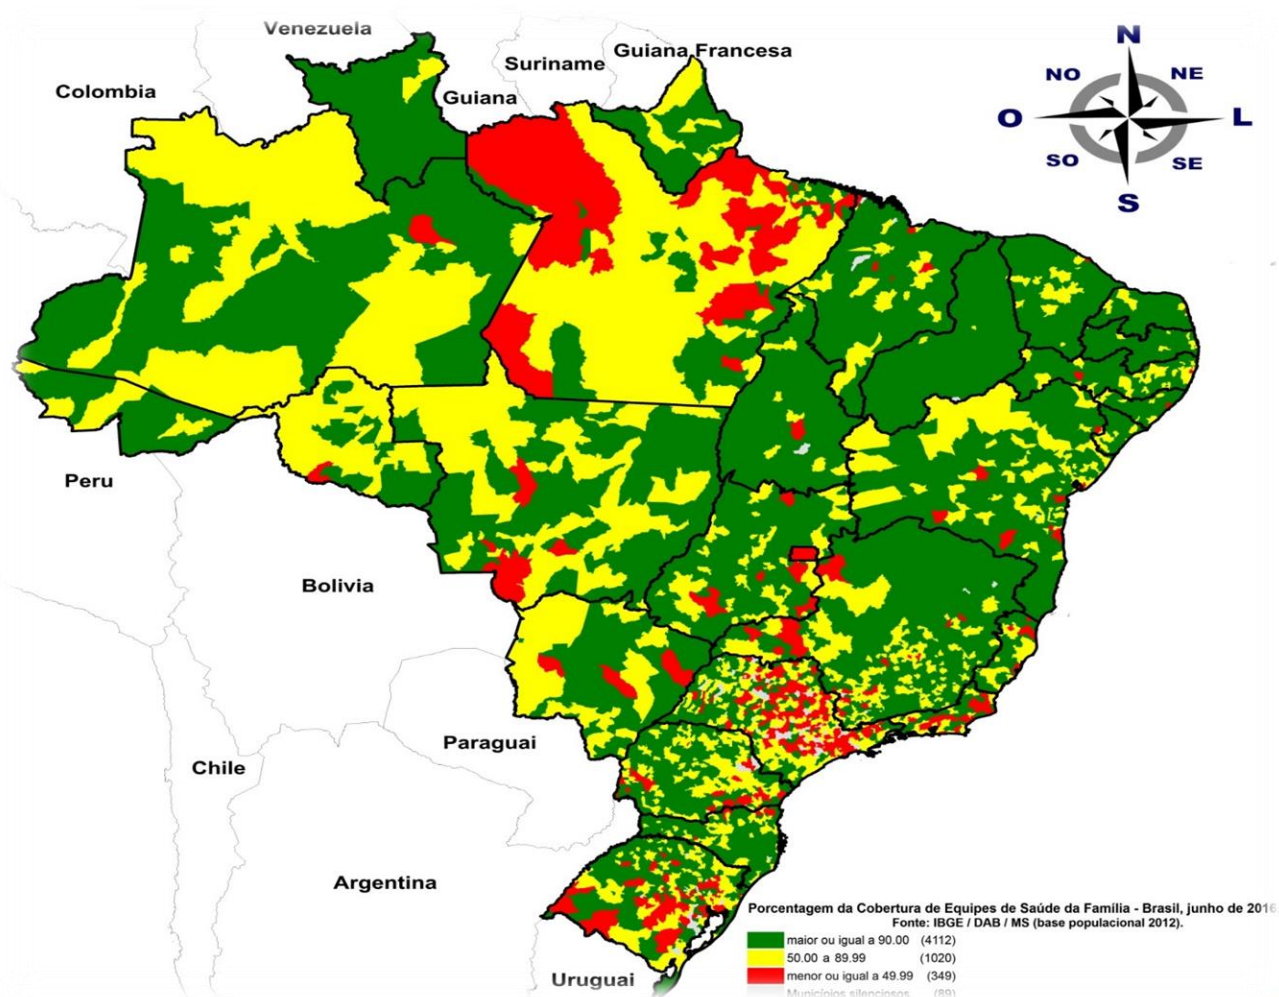 Venezuela
Guiana Francesa
Suriname
Colombia
Guiana
N
NO
NE
O
L
SO
SE
S
Peru
Bolivia
Paraguai
Chile
Argentina
Porcentagem da Cobertura de Equipes de Saúde da Família - Brasil, junho de 2016
Fonte: IBGE / DAB / MS (base populacional 2012).
maior ou igual a 90.00 (4112)
50.00 a 89.99 (1020)
menor ou igual a 49.99 (349)
Municípios silenciosos (89)
Uruguai